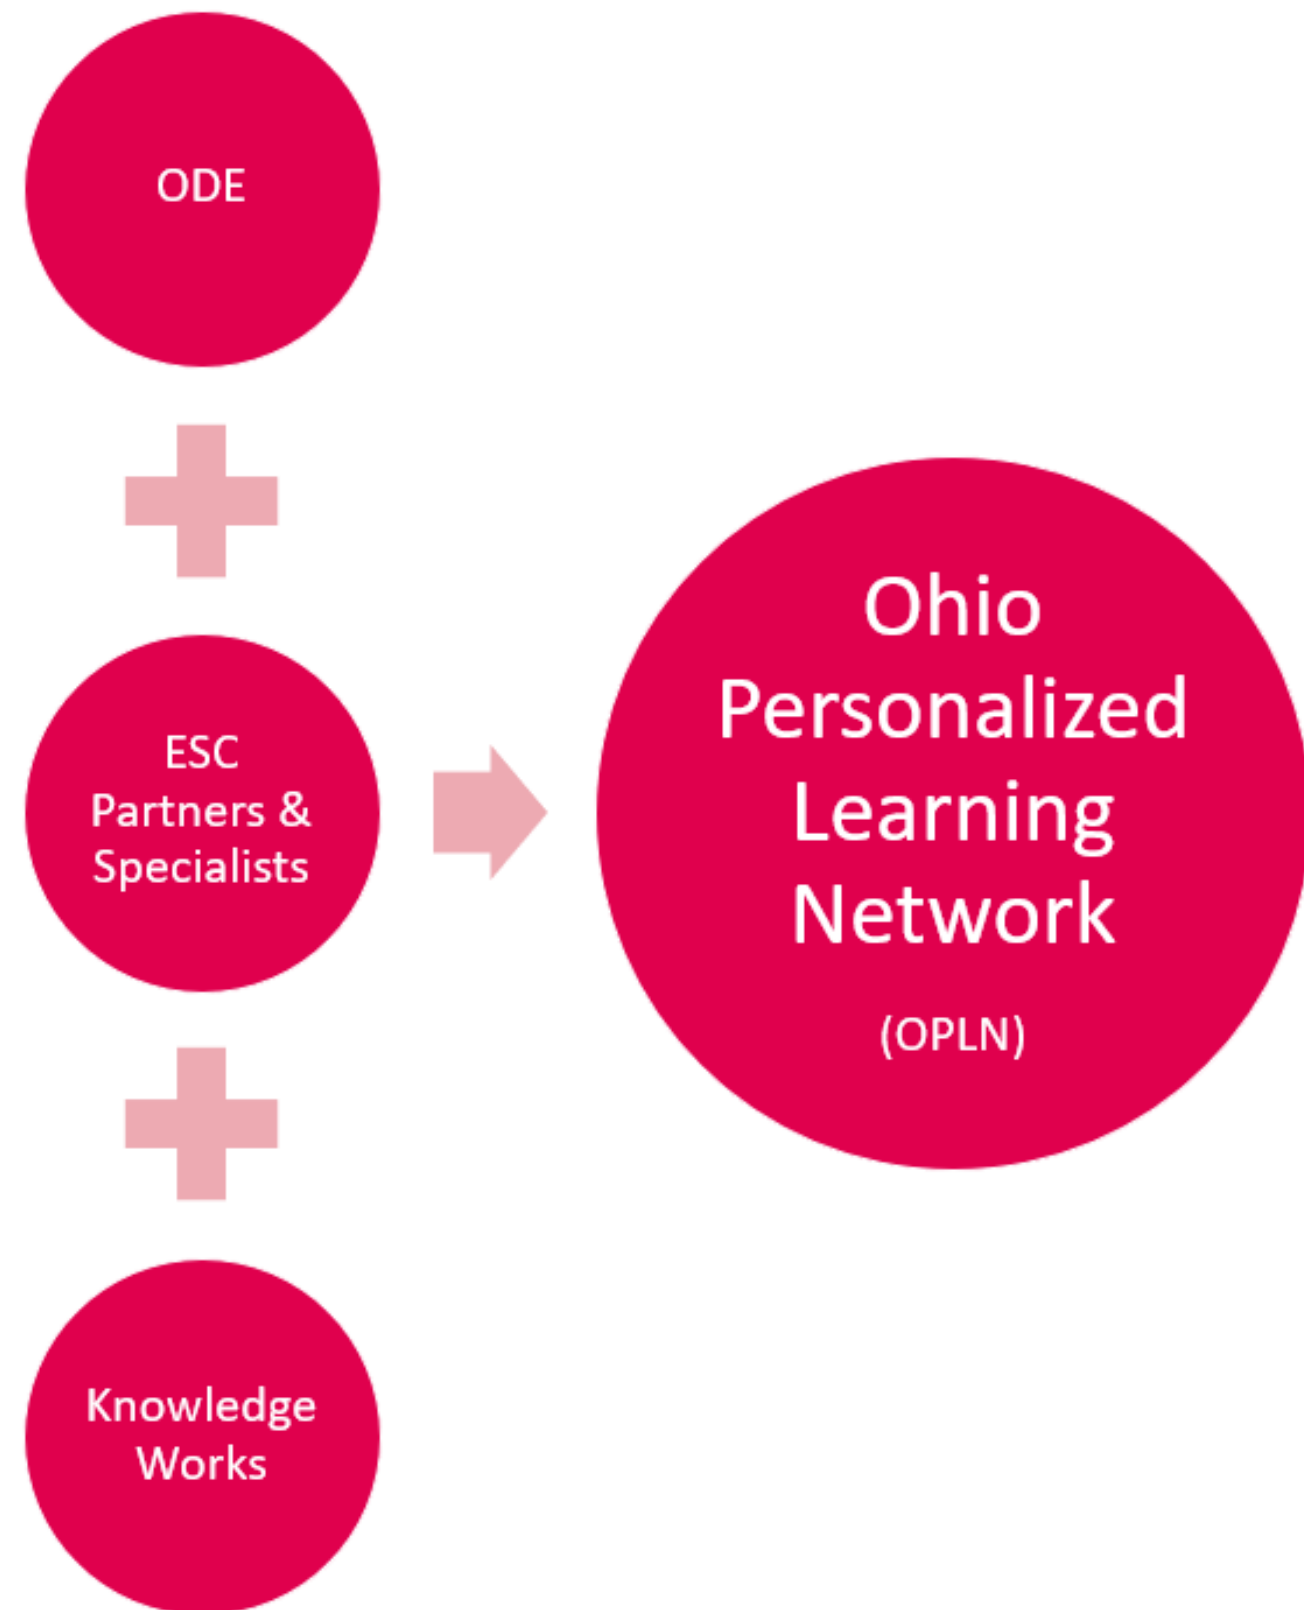 ODE
ESC
Partners &
Specialists
Knowledge
Works
Ohio
Personalized
Learning
Network
(OPLN)